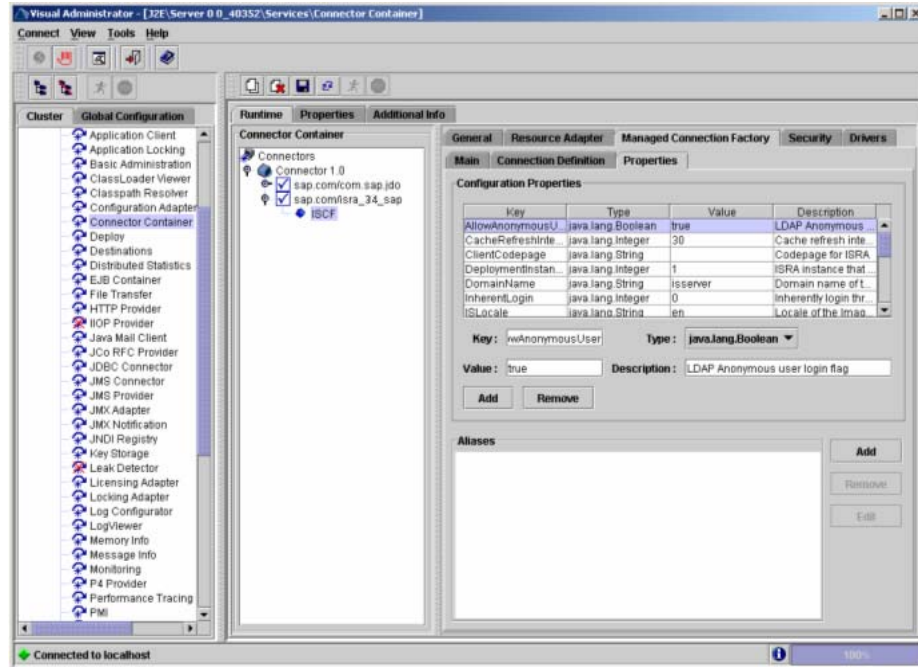 Visual Administrator - [J2E\Server 0 0_40352\Services\Connector Container]
Connect View Tools Help
Cluster Global Configuration
Application Client
Application Locking
Basic Administration
ClassLoader Viewer
Classpath Resolver
Configuration Adapter
Connector Container
Deploy
Destinations
Distributed Statistics
EJB Container
File Transfer
HTTP Provider
IIOP Provider
Java Mail Client
JCo RFC Provider
JDBC Connector
JMS Connector
JMS Provider
JMX Adapter
JMX Notification
JNDI Registry
Key Storage
Leak Detector
Licensing Adapter
Locking Adapter
Log Configurator
LogViewer
Memory Info
Message Info
Monitoring
P4 Provider
Performance Tracing
PMI
Runtime Properties Additional Info
Connector Container
Connectors
Connector 1.0
sap.com/com.sap.jdo
sap.com/isra_34_sap
ISCF
General Resource Adapter Managed Connection Factory Security Drivers
Main Connection Definition Properties
Configuration Properties
Key Type Value Description
AllowAnonymousU... java.lang.Boolean true LDAP Anonymous ...
CacheRefreshInte... java.lang.Integer 30 Cache refresh inte...
ClientCodepage java.lang.String Codepage for ISRA
DeploymentInstan... java.lang.Integer 1 ISRA instance that ...
DomainName java.lang.String isserver Domain name of t...
InherentLogin java.lang.Integer 0 Inherently login thr...
ISLocale java.lang.String en Locale of the Imag...
Key: owAnonymousUser Type: java.lang.Boolean
Value: true Description: LDAP Anonymous user login flag
Add Remove
Aliases
Add
Remove
Edit
Connected to localhost
100%